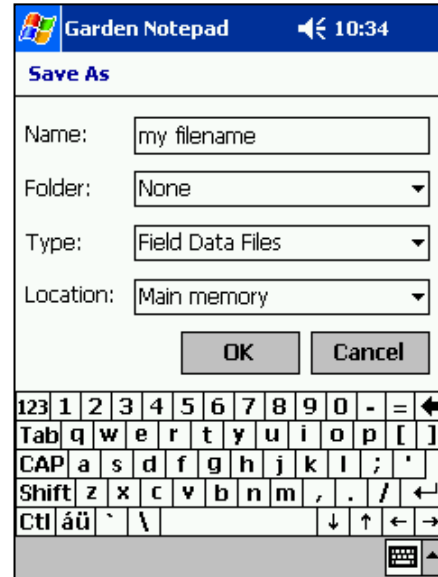 Garden Notepad 10:34
Save As
Name: my filename
Folder: None
Type: Field Data Files
Location: Main memory
OK Cancel
123 1 2 3 4 5 6 7 8 9 0 - = ←
Tab q w e r t y u i o p [ ]
CAP a s d f g h j k l ; '
Shift z x c v b n m , . / ↵
Ctl áü ` \ ↓ ↑ ← →